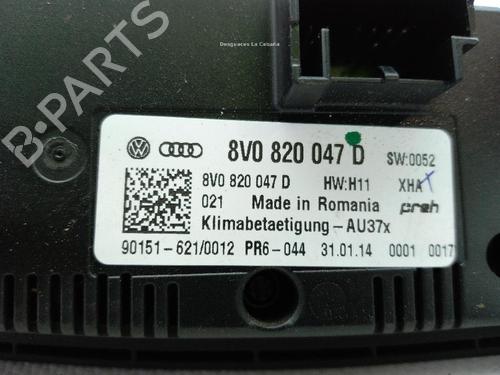 Desguaces La Cabaña
B-PARTS
8V0 820 047 D SW:0052
8V0 820 047 D HW:H11 XHA
021 Made in Romania preh
Klimabetaetigung-AU37x
90151-621/0012 PR6-044 31.01.14 0001 0017